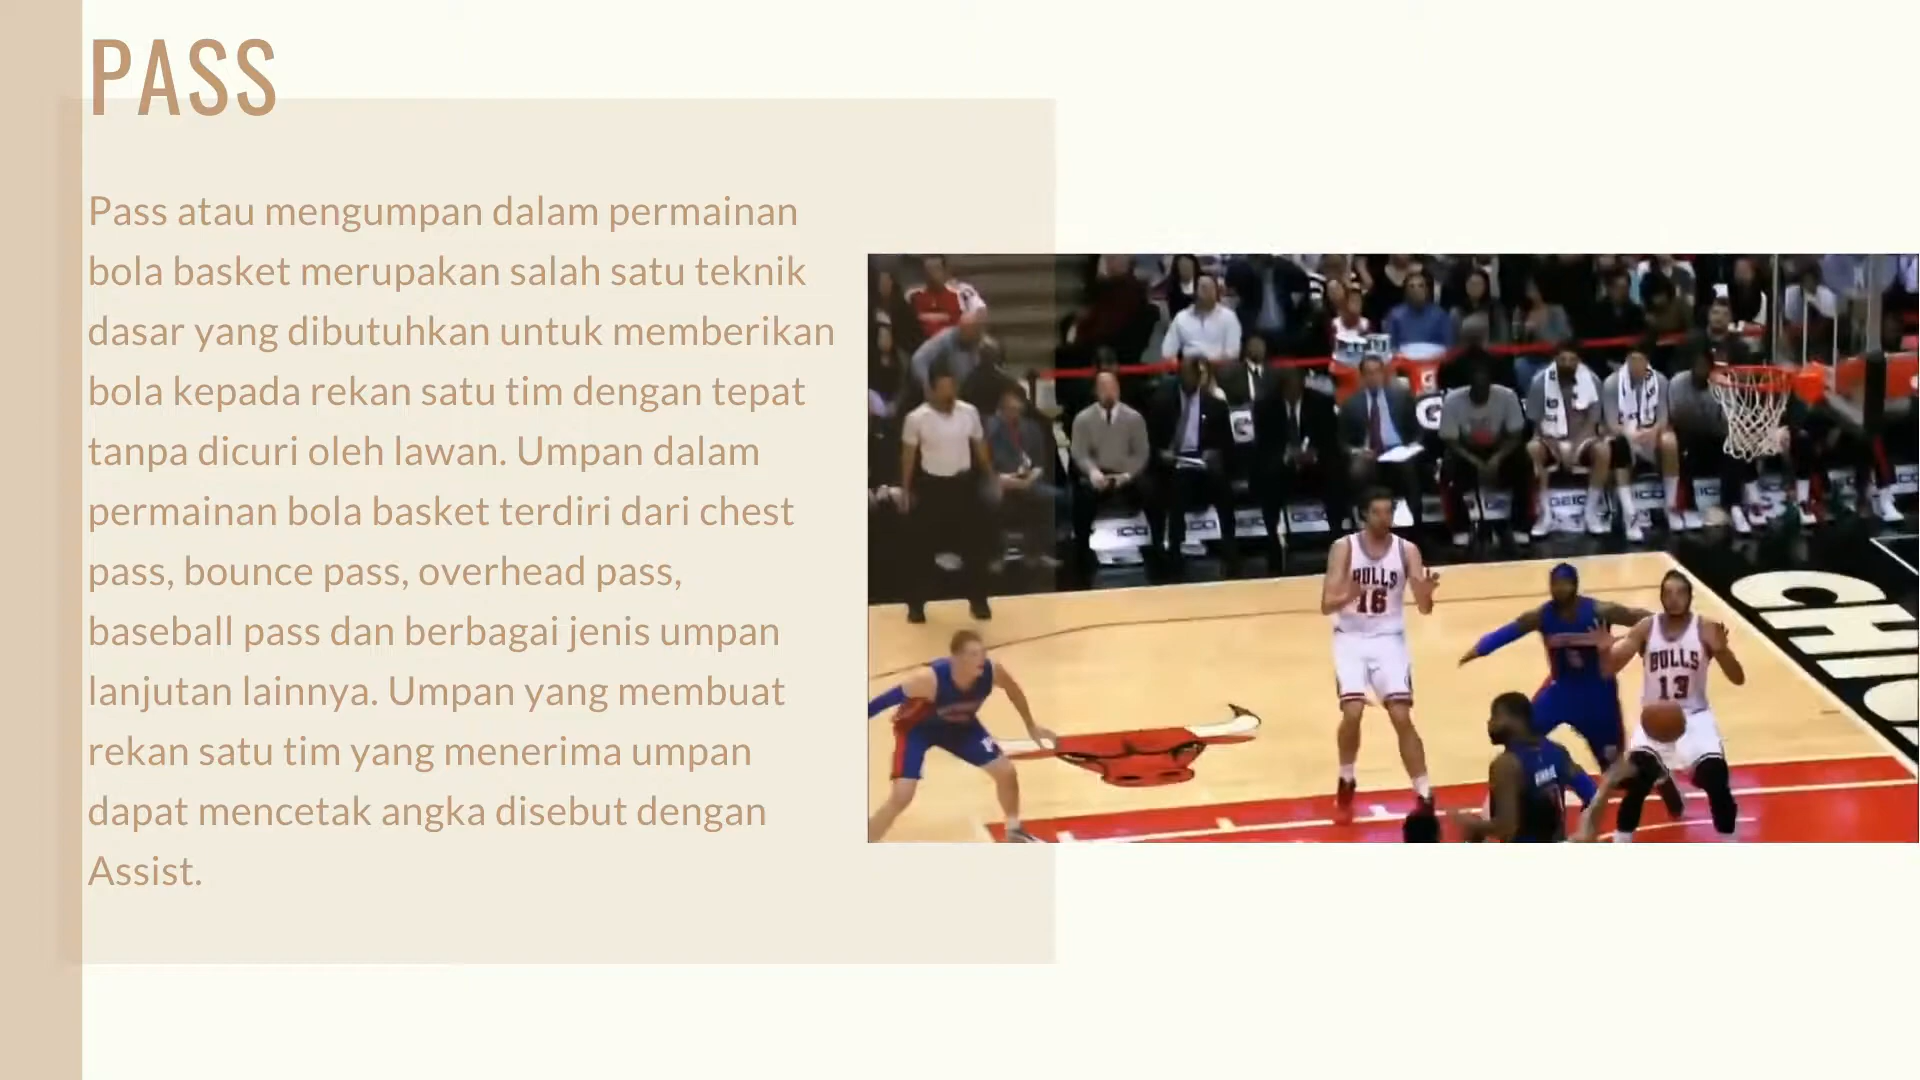 PASS
Pass atau mengumpan dalam permainan
bola basket merupakan salah satu teknik
dasar yang dibutuhkan untuk memberikan
bola kepada rekan satu tim dengan tepat
tanpa dicuri oleh lawan. Umpan dalam
permainan bola basket terdiri dari chest
pass, bounce pass, overhead pass,
baseball pass dan berbagai jenis umpan
lanjutan lainnya. Umpan yang membuat
rekan satu tim yang menerima umpan
dapat mencetak angka disebut dengan
Assist.
G
G
GEICO
BULLS
16
BULLS
13
CHIC